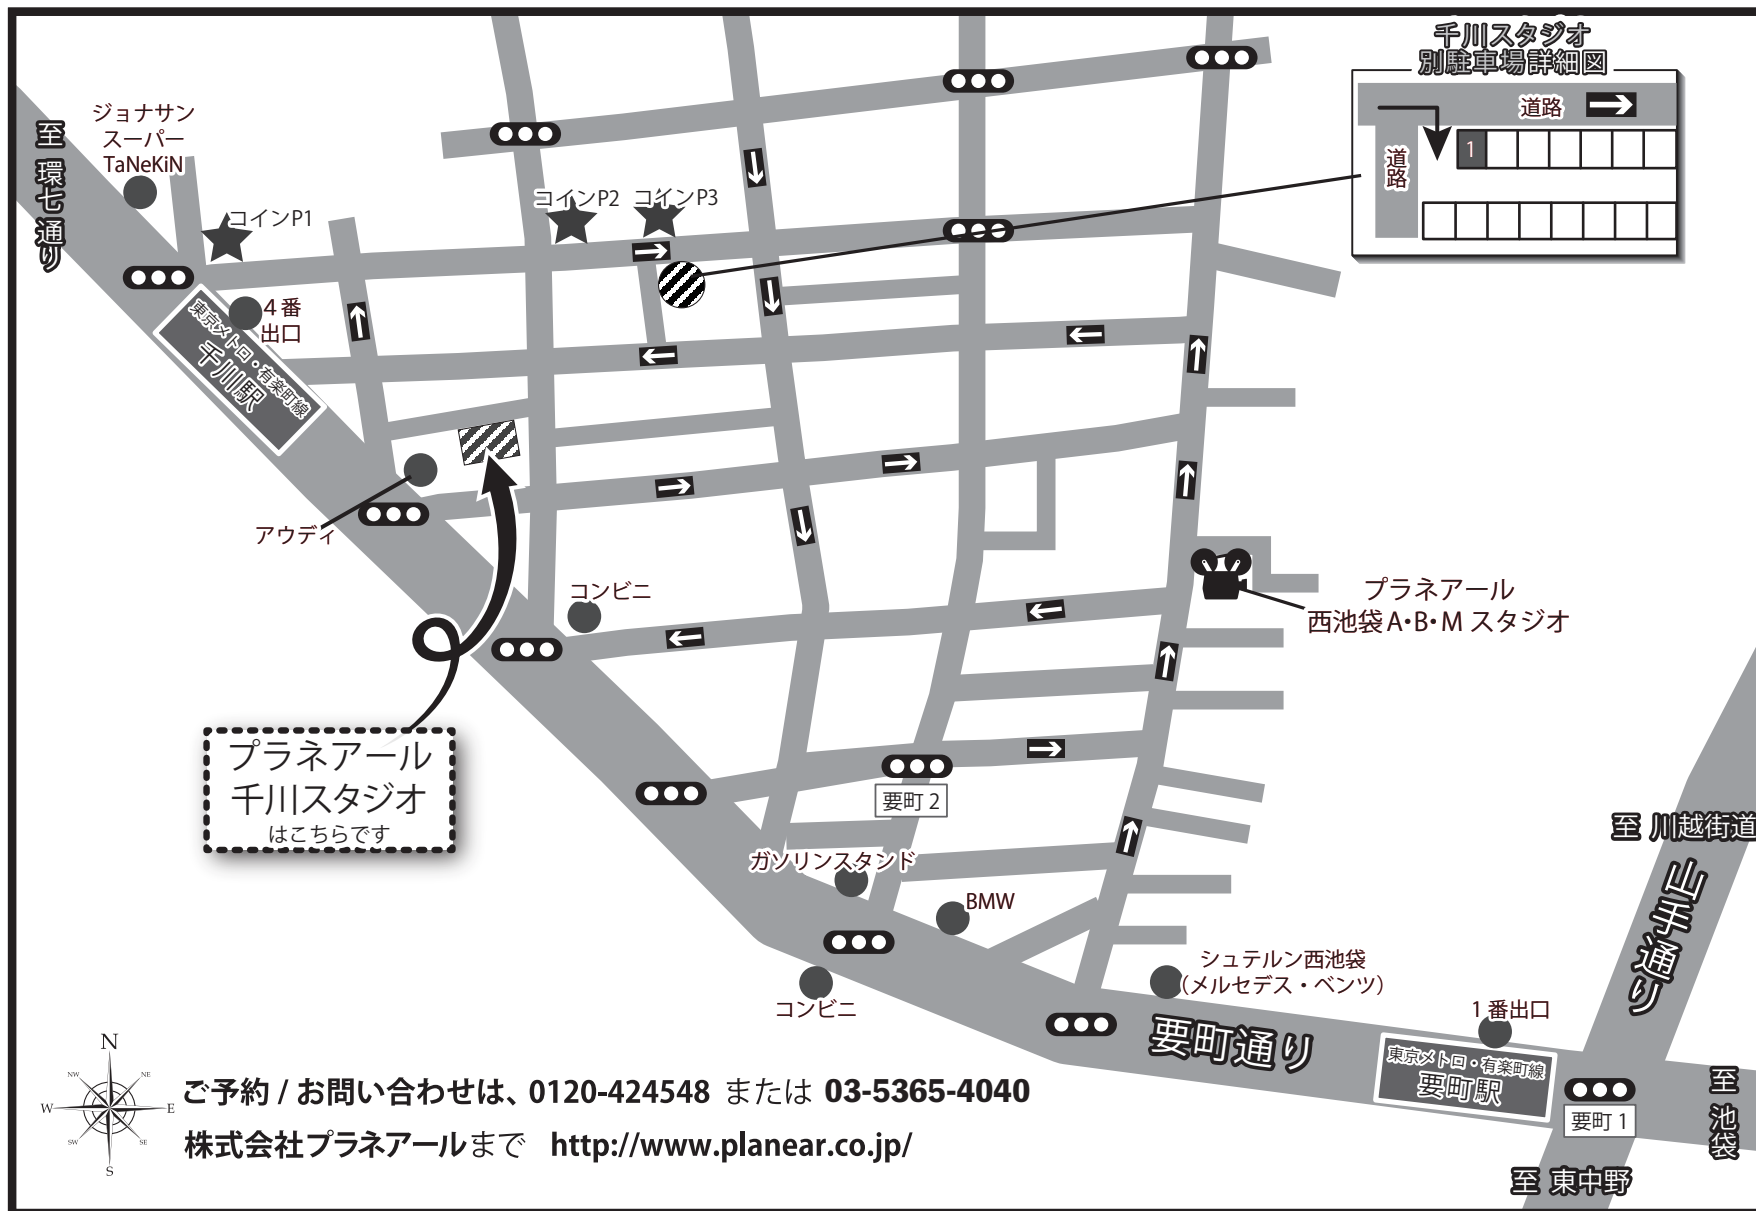 千川スタジオ
別駐車場詳細図
道路
道路
1
至 環七通り
ジョナサン
スーパー
TaNeKiN
コインP1
コインP2
コインP3
4番
出口
東京メトロ・有楽町線
千川駅
アウディ
コンビニ
プラネアール
西池袋A・B・M スタジオ
プラネアール
千川スタジオ
はこちらです
要町 2
ガソリンスタンド
BMW
コンビニ
シュテルン西池袋
(メルセデス・ベンツ)
要町通り
1番出口
東京メトロ・有楽町線
要町駅
至 川越街道
山手通り
要町 1
至 池袋
至 東中野
N
NW
NE
W
E
SW
SE
S
ご予約 / お問い合わせは、0120-424548 または 03-5365-4040
株式会社プラネアールまで http://www.planear.co.jp/